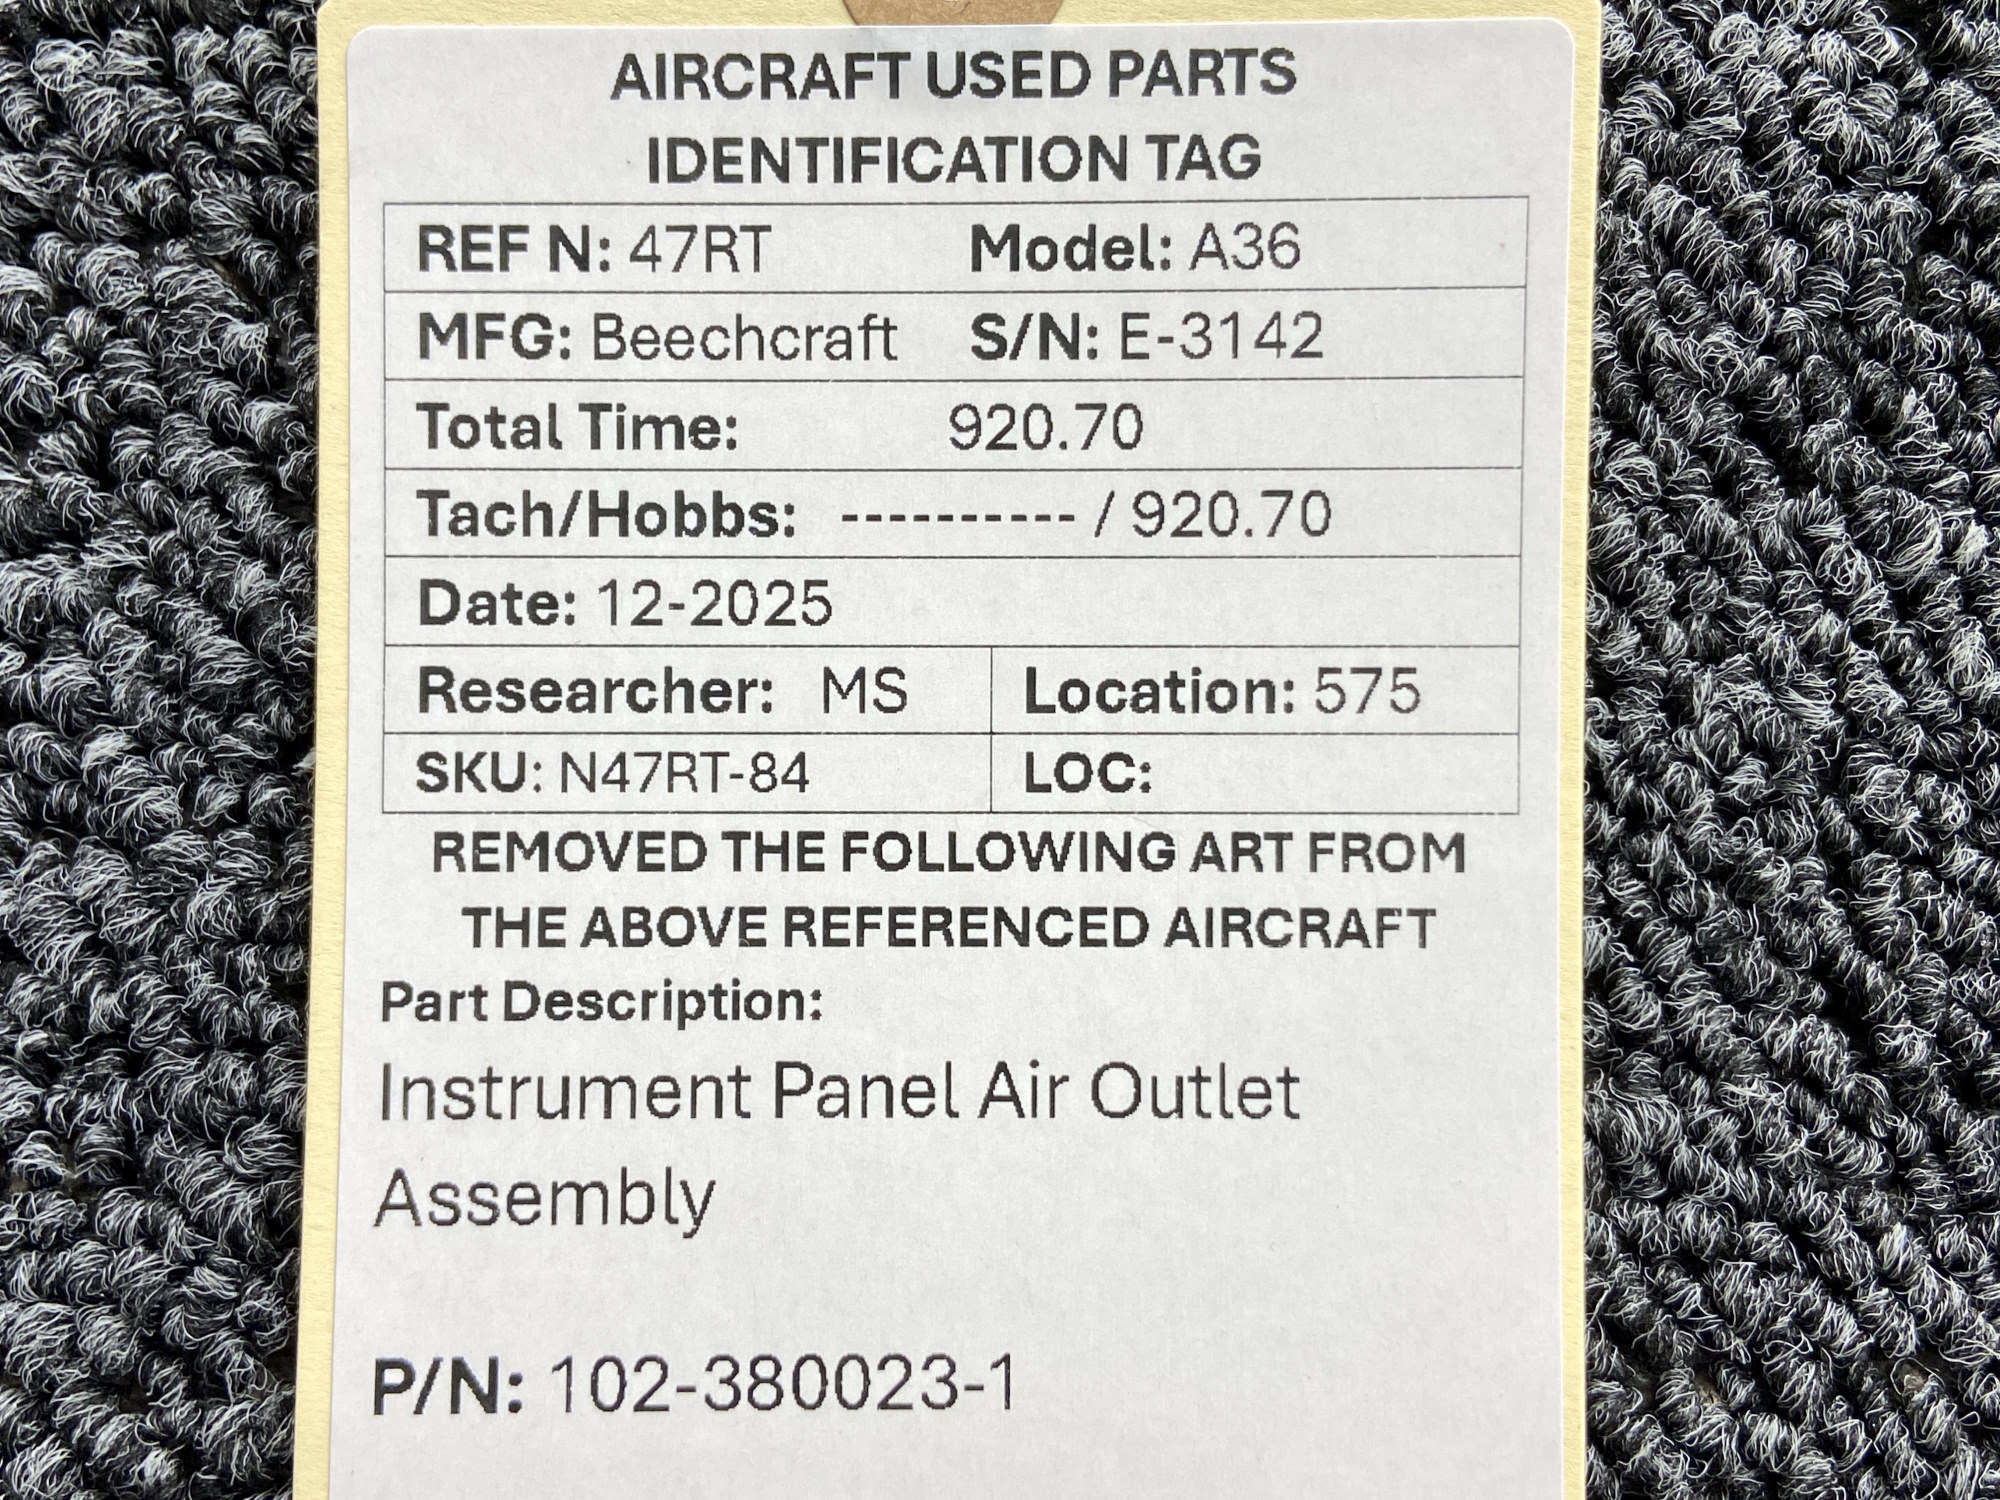 AIRCRAFT USED PARTS
IDENTIFICATION TAG
REF N: 47RT Model: A36
MFG: Beechcraft S/N: E-3142
Total Time: 920.70
Tach/Hobbs: ---------- / 920.70
Date: 12-2025
Researcher: MS Location: 575
SKU: N47RT-84 LOC:
REMOVED THE FOLLOWING ART FROM
THE ABOVE REFERENCED AIRCRAFT
Part Description:
Instrument Panel Air Outlet
Assembly
P/N: 102-380023-1